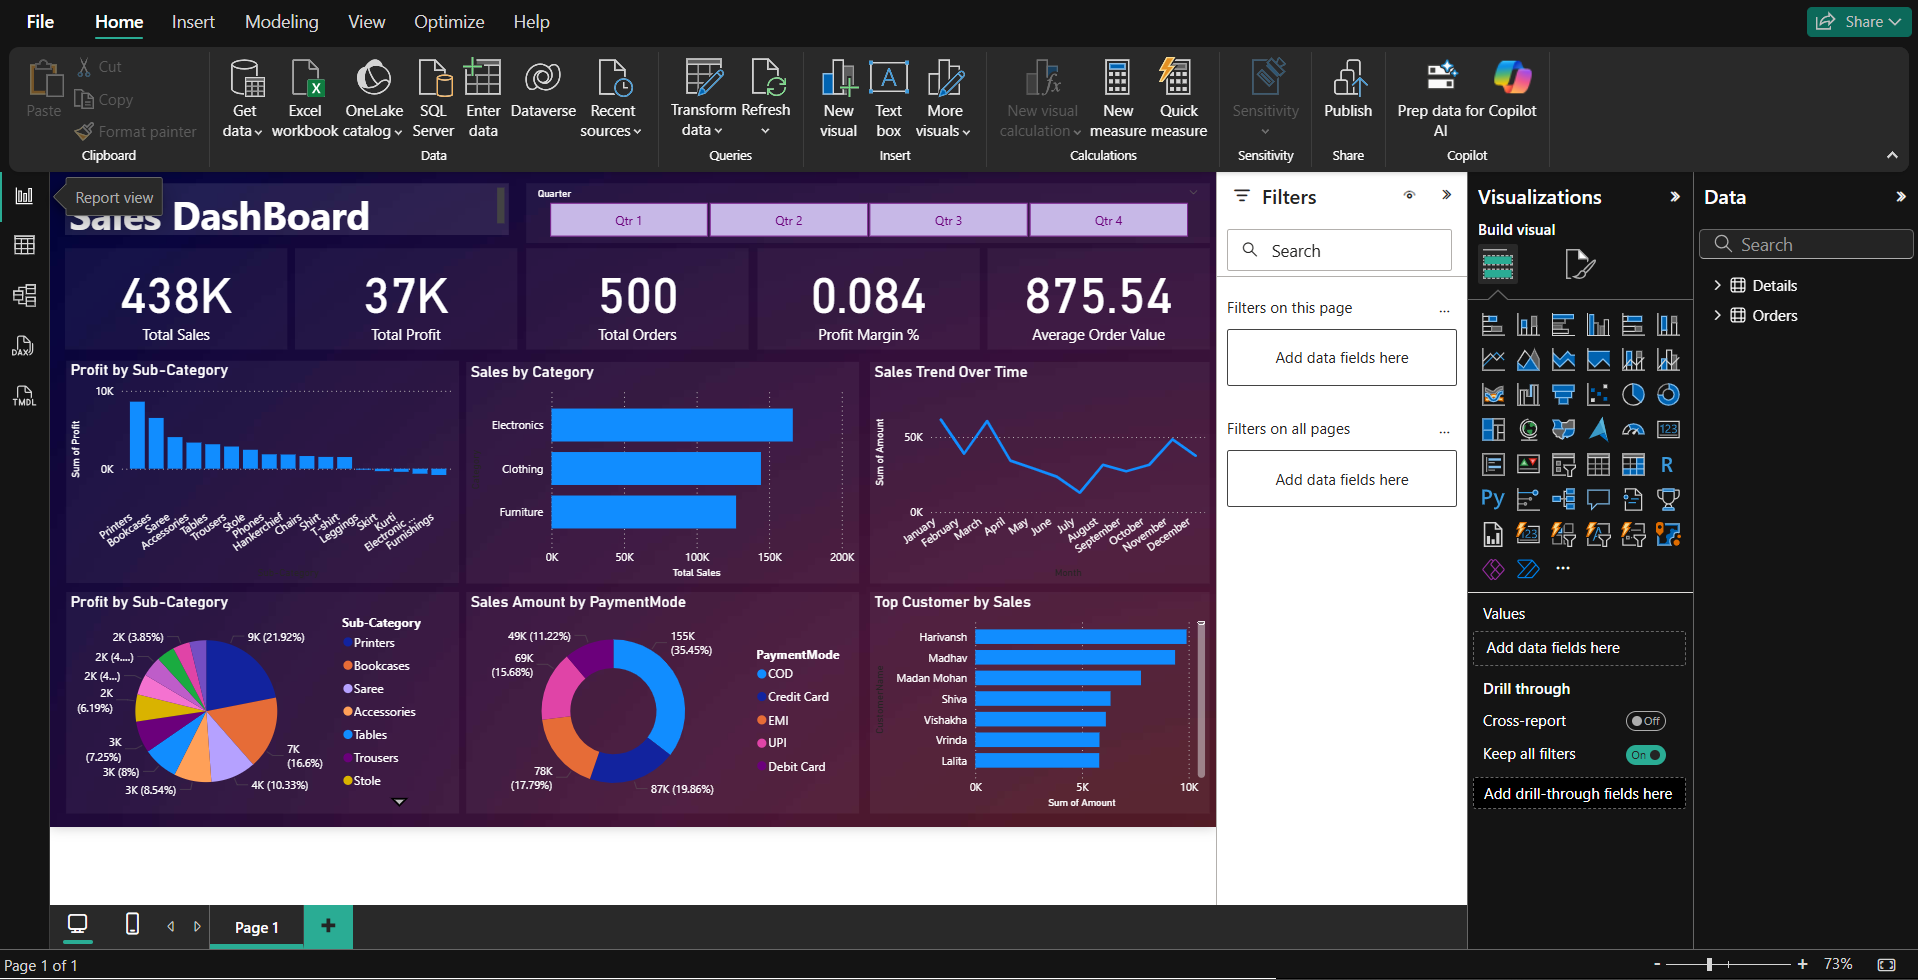 File Home Insert Modeling View Optimize Help Share
Paste Cut Copy Format painter
Clipboard
Get data Excel workbook OneLake catalog SQL Server Enter data Dataverse Recent sources
Data
Transform data Refresh
Queries
New visual Text box More visuals
Insert
New visual calculation New measure Quick measure
Calculations
Sensitivity
Sensitivity
Publish
Share
Prep data for AI Copilot
Copilot
Report view
DAX
TMDL
Sales DashBoard
Quarter
Qtr 1 Qtr 2 Qtr 3 Qtr 4
438K 37K 500 0.084 875.54
Total Sales Total Profit Total Orders Profit Margin % Average Order Value
Profit by Sub-Category
10K
0K
Sum of Profit
Printers
Bookcases
Saree
Accessories
Tables
Trousers
Stole
Phones
Hankerchief
Chairs
Shirt
T-shirt
Leggings
Skirt
Kurti
Electronic ...
Furnishings
Sales by Category
Electronics
Clothing
Furniture
0K 50K 100K 150K 200K
Total Sales
Sales Trend Over Time
Sum of Amount
50K
0K
January
February
March
April
May
June
July
August
September
October
November
December
Month
Profit by Sub-Category
9K (21.92%)
7K (16.6%)
4K (10.33%)
3K (8.54%)
3K (8%)
3K (7.25%)
2K (6.19%)
2K (4...)
2K (4....)
2K (3.85%)
Sub-Category
Printers
Bookcases
Saree
Accessories
Tables
Trousers
Stole
Sales Amount by PaymentMode
155K (35.45%)
87K (19.86%)
78K (17.79%)
69K (15.68%)
49K (11.22%)
PaymentMode
COD
Credit Card
EMI
UPI
Debit Card
Top Customer by Sales
CustomerName
Harivansh
Madhav
Madan Mohan
Shiva
Vishakha
Vrinda
Lalita
0K 5K 10K
Sum of Amount
Filters
Search
Filters on this page ...
Add data fields here
Filters on all pages ...
Add data fields here
Visualizations
Build visual
123
R
Py
123
...
Values
Add data fields here
Drill through
Cross-report Off
Keep all filters On
Add drill-through fields here
Data
Search
Details
Orders
Page 1 +
Page 1 of 1
- + 73%